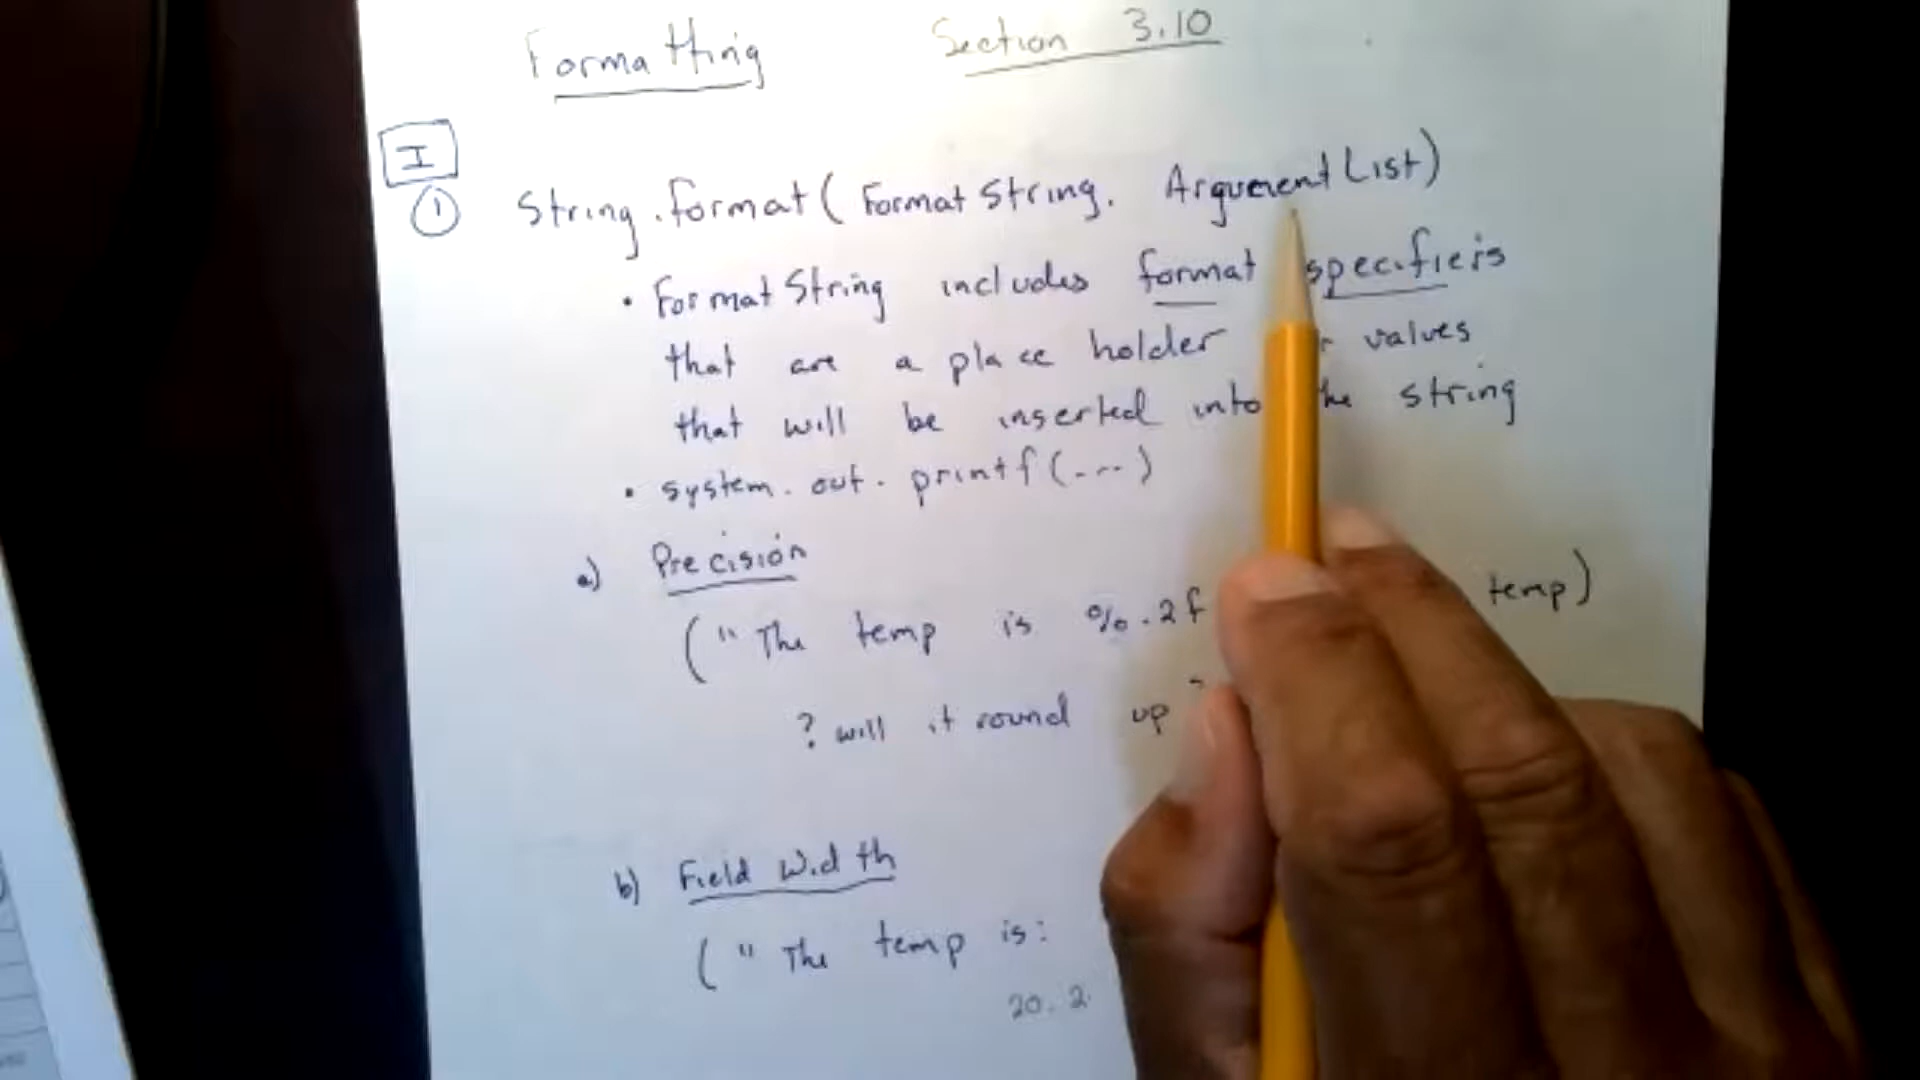 Formatting Section 3.10
I
1 String.format( Format String. Argument List)
• Format String includes format specifiers
that are a place holder values
that will be inserted into the string
• system.out.printf(---)
a) Precision
("The temp is %.2f temp)
? will it round up
b) Field Width
("The temp is:
20.2